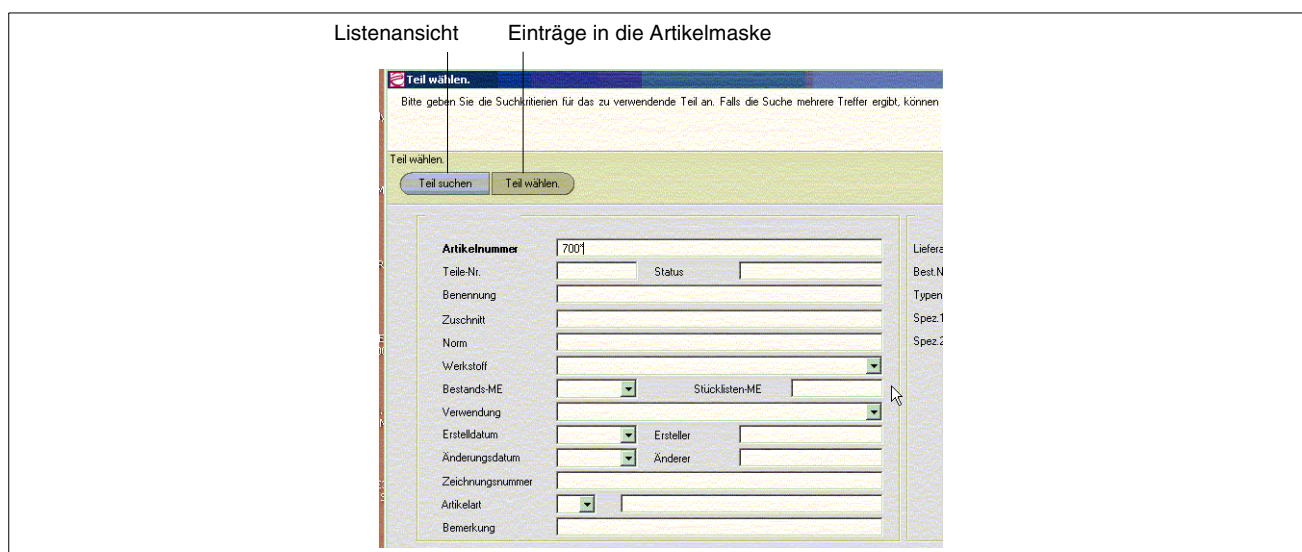 Listenansicht Einträge in die Artikelmaske
Teil wählen.
Bitte geben Sie die Suchkriterien für das zu verwendende Teil an. Falls die Suche mehrere Treffer ergibt, können
Teil wählen.
Teil suchen Teil wählen.
Artikelnummer 700*
Teile-Nr. Status
Benennung
Zuschnitt
Norm
Werkstoff
Bestands-ME Stücklisten-ME
Verwendung
Erstelldatum Ersteller
Änderungsdatum Änderer
Zeichnungsnummer
Artikelart
Bemerkung
Liefera
Best.N
Typen
Spez.1
Spez.2